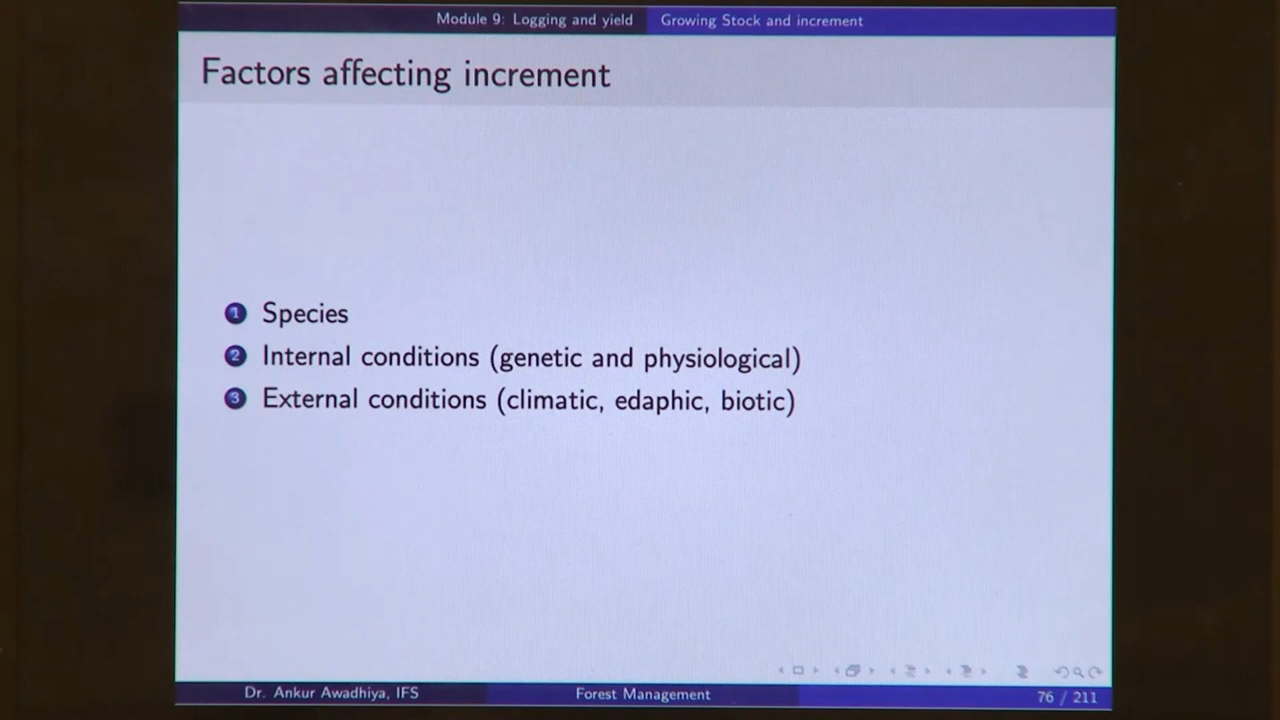 Module 9: Logging and yield Growing Stock and increment
Factors affecting increment
1 Species
2 Internal conditions (genetic and physiological)
3 External conditions (climatic, edaphic, biotic)
Dr. Ankur Awadhiya, IFS Forest Management 76 / 211